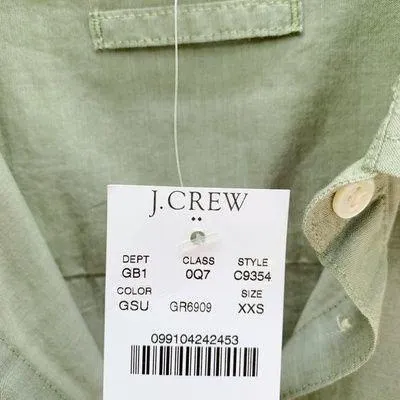 J.CREW
DEPT CLASS STYLE
GB1 0Q7 C9354
COLOR SIZE
GSU GR6909 XXS
099104242453